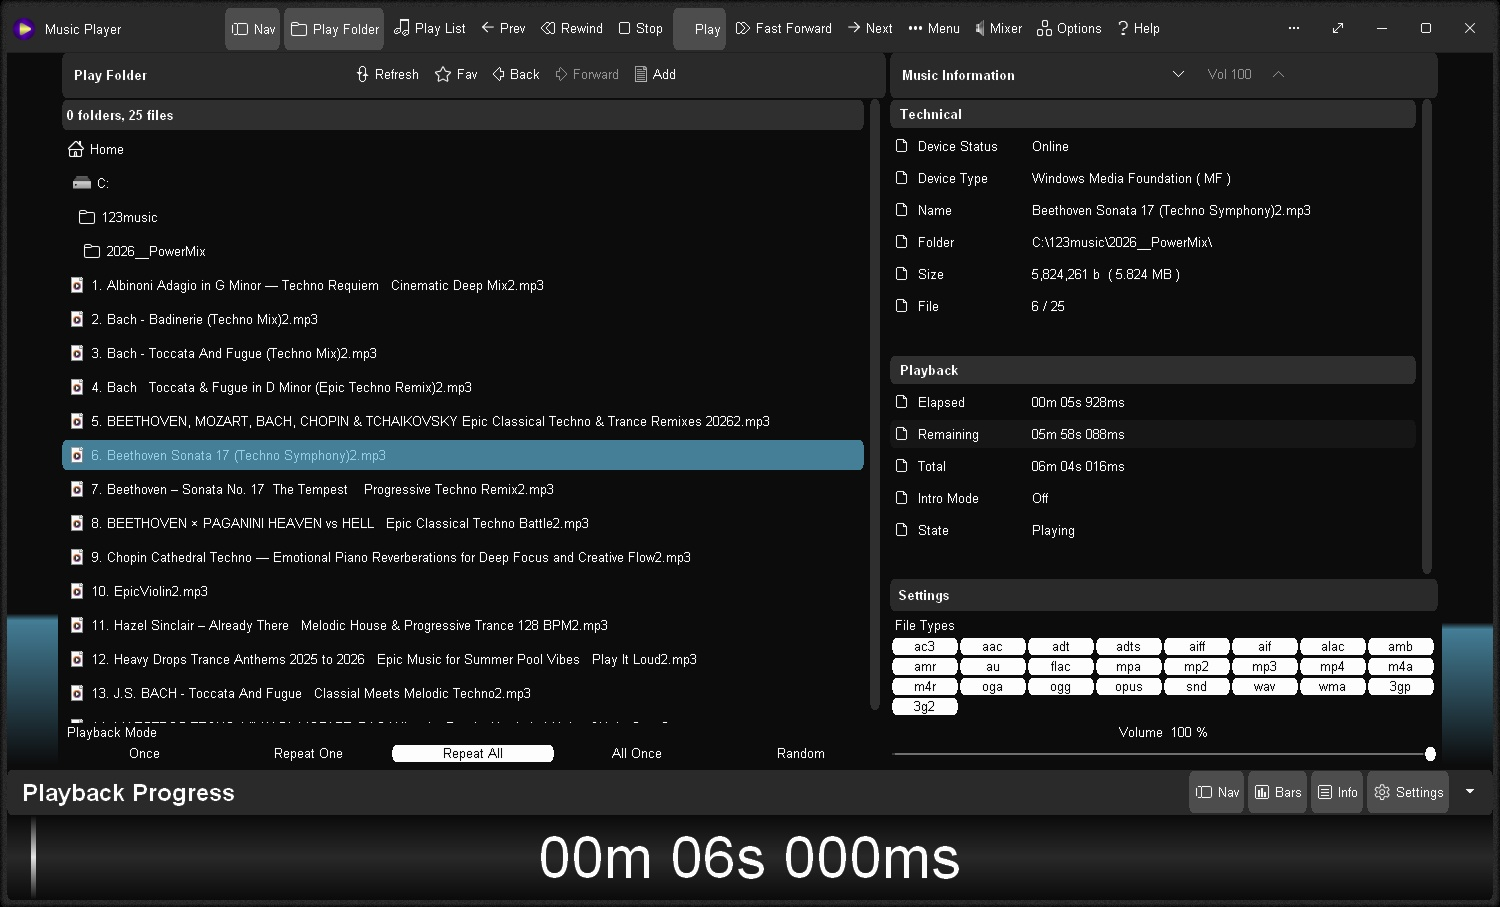 Music Player
Nav Play Folder Play List Prev Rewind Stop Play Fast Forward Next Menu Mixer Options Help
Play Folder Refresh Fav Back Forward Add
0 folders, 25 files
Home
C:
123music
2026__PowerMix
1. Albinoni Adagio in G Minor — Techno Requiem   Cinematic Deep Mix2.mp3
2. Bach - Badinerie (Techno Mix)2.mp3
3. Bach - Toccata And Fugue (Techno Mix)2.mp3
4. Bach   Toccata & Fugue in D Minor (Epic Techno Remix)2.mp3
5. BEETHOVEN, MOZART, BACH, CHOPIN & TCHAIKOVSKY Epic Classical Techno & Trance Remixes 20262.mp3
6. Beethoven Sonata 17 (Techno Symphony)2.mp3
7. Beethoven – Sonata No. 17  The Tempest    Progressive Techno Remix2.mp3
8. BEETHOVEN × PAGANINI HEAVEN vs HELL   Epic Classical Techno Battle2.mp3
9. Chopin Cathedral Techno — Emotional Piano Reverberations for Deep Focus and Creative Flow2.mp3
10. EpicViolin2.mp3
11. Hazel Sinclair – Already There   Melodic House & Progressive Trance 128 BPM2.mp3
12. Heavy Drops Trance Anthems 2025 to 2026   Epic Music for Summer Pool Vibes   Play It Loud2.mp3
13. J.S. BACH - Toccata And Fugue   Classial Meets Melodic Techno2.mp3
Playback Mode
Once Repeat One Repeat All All Once Random
Music Information Vol 100
Technical
Device Status Online
Device Type Windows Media Foundation ( MF )
Name Beethoven Sonata 17 (Techno Symphony)2.mp3
Folder C:\123music\2026__PowerMix\
Size 5,824,261 b  ( 5.824 MB )
File 6 / 25
Playback
Elapsed 00m 05s 928ms
Remaining 05m 58s 088ms
Total 06m 04s 016ms
Intro Mode Off
State Playing
Settings
File Types
ac3 aac adt adts aiff aif alac amb
amr au flac mpa mp2 mp3 mp4 m4a
m4r oga ogg opus snd wav wma 3gp
3g2
Volume  100 %
Playback Progress Nav Bars Info Settings
00m 06s 000ms